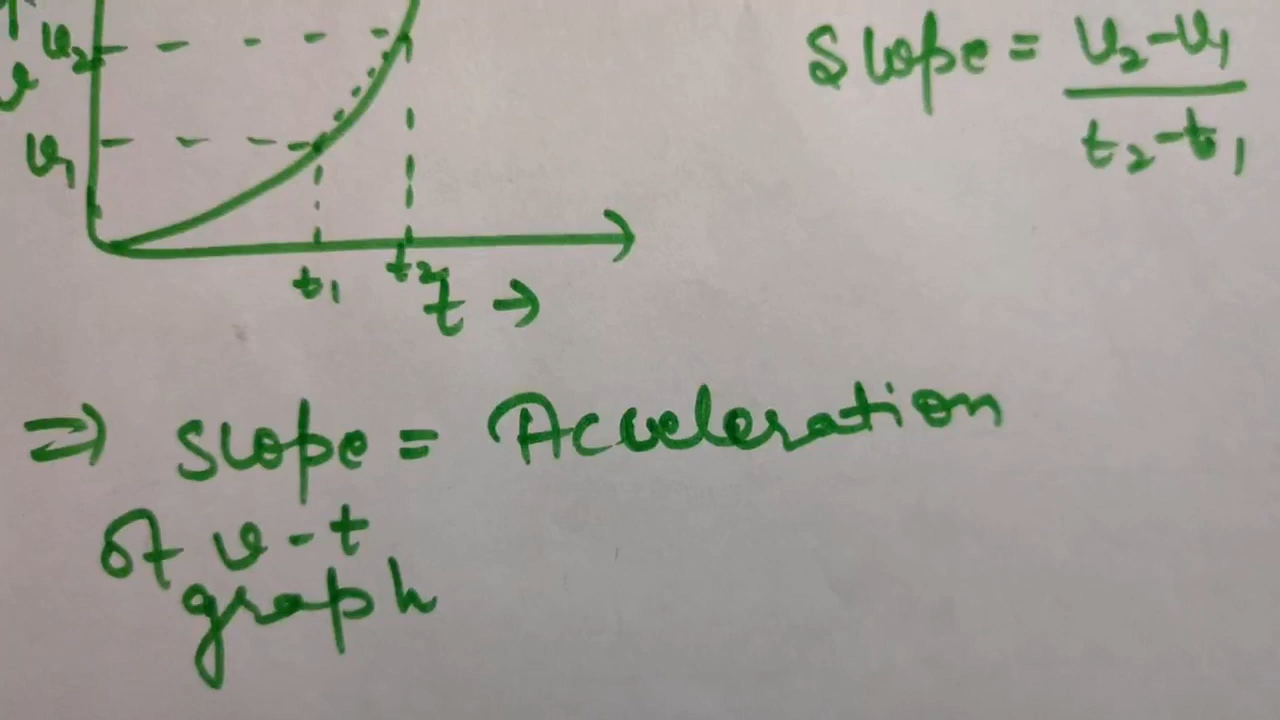 v₂
v
v₁
t₁ t₂
t →
Slope = v₂-v₁
t₂-t₁
⇒ Slope = Acceleration
of v-t
graph